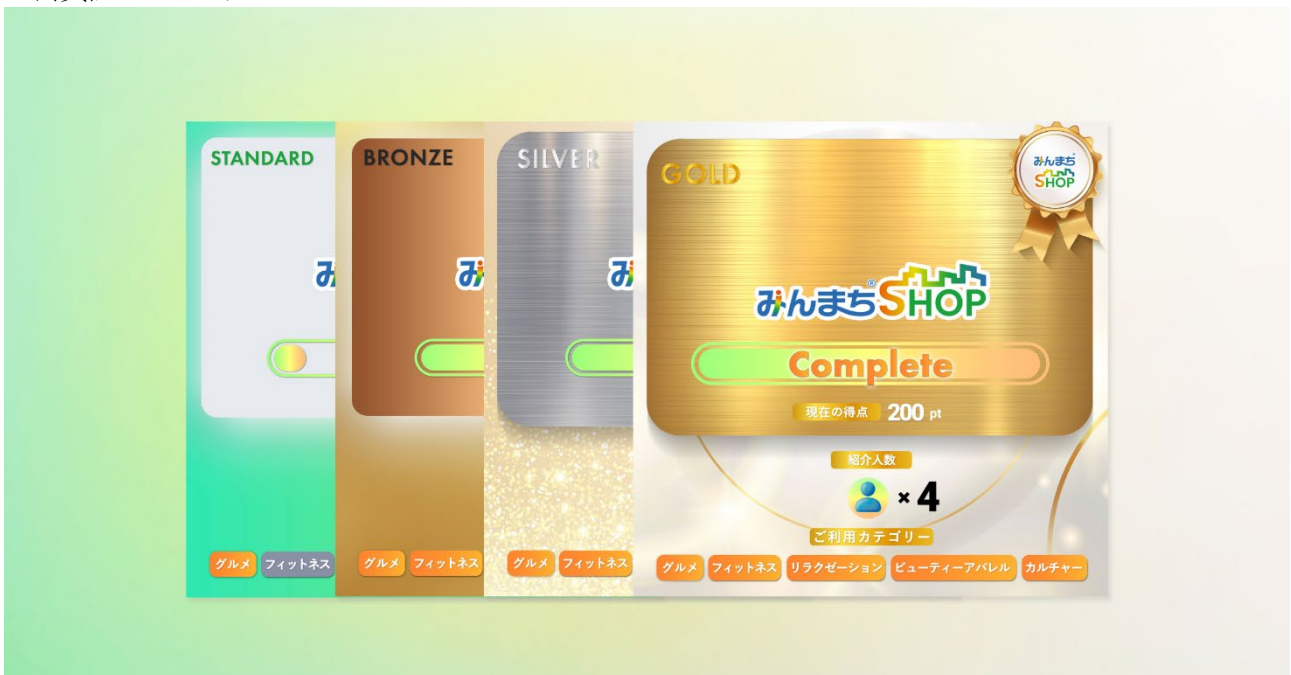 STANDARD
み
グルメ
フィットネス
BRONZE
み
グルメ
フィットネス
SILVER
み
グルメ
フィットネス
GOLD
みんまち
SHOP
みんまち®SHOP
Complete
現在の得点 200 pt
紹介人数
×4
ご利用カテゴリー
グルメ フィットネス リラクゼーション ビューティーアパレル カルチャー